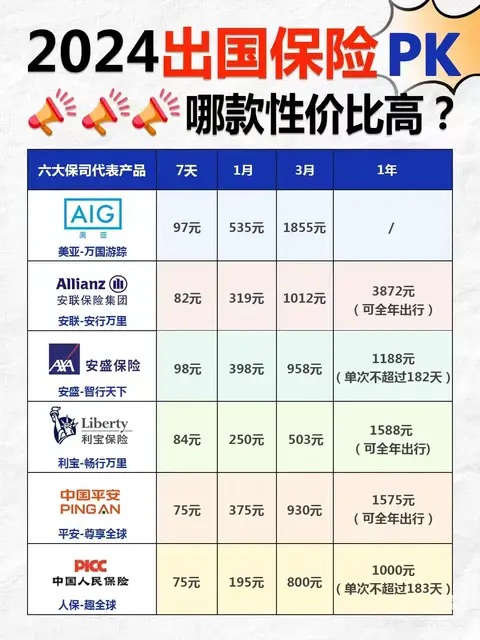 2024出国保险PK
哪款性价比高？
六大保司代表产品 7天 1月 3月 1年
AIG
美亚
美亚-万国游踪
97元 535元 1855元 /
Allianz
安联保险集团
安联-安行万里
82元 319元 1012元 3872元
（可全年出行）
AXA 安盛保险
安盛-智行天下
98元 398元 958元 1188元
（单次不超过182天）
Liberty
利宝保险
利宝-畅行万里
84元 250元 503元 1588元
（可全年出行）
中国平安
PING AN
平安-尊享全球
75元 375元 930元 1575元
（可全年出行）
PICC
中国人民保险
人保-趣全球
75元 195元 800元 1000元
（单次不超过183天）